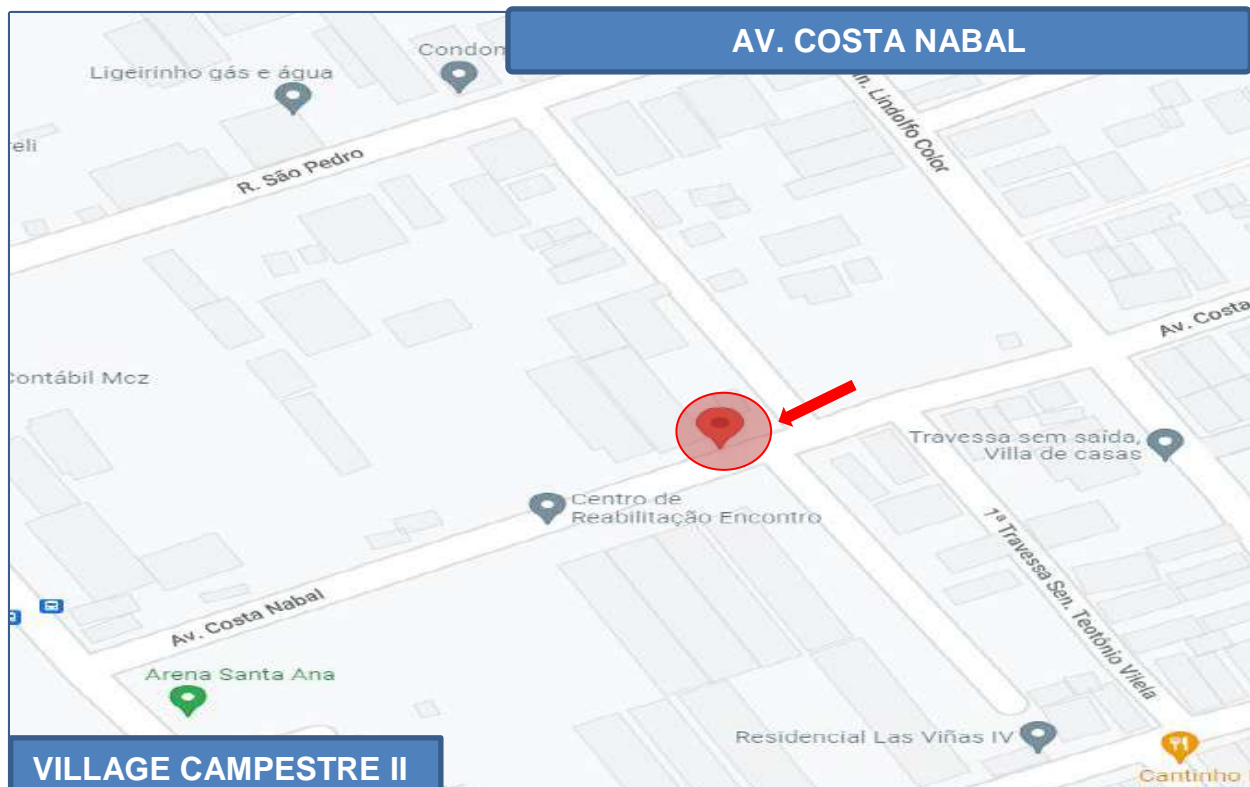 AV. COSTA NABAL
Condon
Ligeirinho gás e água
in. Lindolfo Color
eli
R. São Pedro
Av. Costa
Contábil Mcz
Travessa sem saída,
Villa de casas
Centro de
Reabilitação Encontro
1ª Travessa Sen. Teotônio Vilela
Av. Costa Nabal
Arena Santa Ana
Residencial Las Viñas IV
VILLAGE CAMPESTRE II
Cantinho